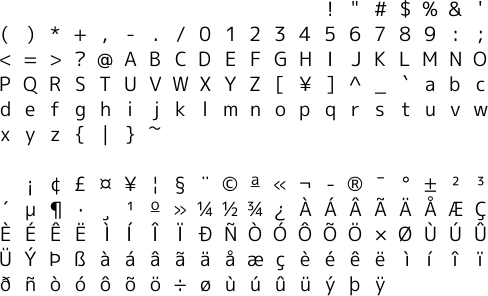 ! " # $ % & '
( ) * + , - . / 0 1 2 3 4 5 6 7 8 9 : ;
< = > ? @ A B C D E F G H I J K L M N O
P Q R S T U V W X Y Z [ ¥ ] ^ _ ` a b c
d e f g h i j k l m n o p q r s t u v w
x y z { | } ~
¡ ¢ £ ¤ ¥ ¦ § ¨ © ª « ¬ - ® ¯ ° ± ² ³
´ µ ¶ · ¸ ¹ º » ¼ ½ ¾ ¿ À Á Â Ã Ä Å Æ Ç
È É Ê Ë Ì Í Î Ï Ð Ñ Ò Ó Ô Õ Ö × Ø Ù Ú Û
Ü Ý Þ ß à á â ã ä å æ ç è é ê ë ì í î ï
ð ñ ò ó ô õ ö ÷ ø ù ú û ü ý þ ÿ